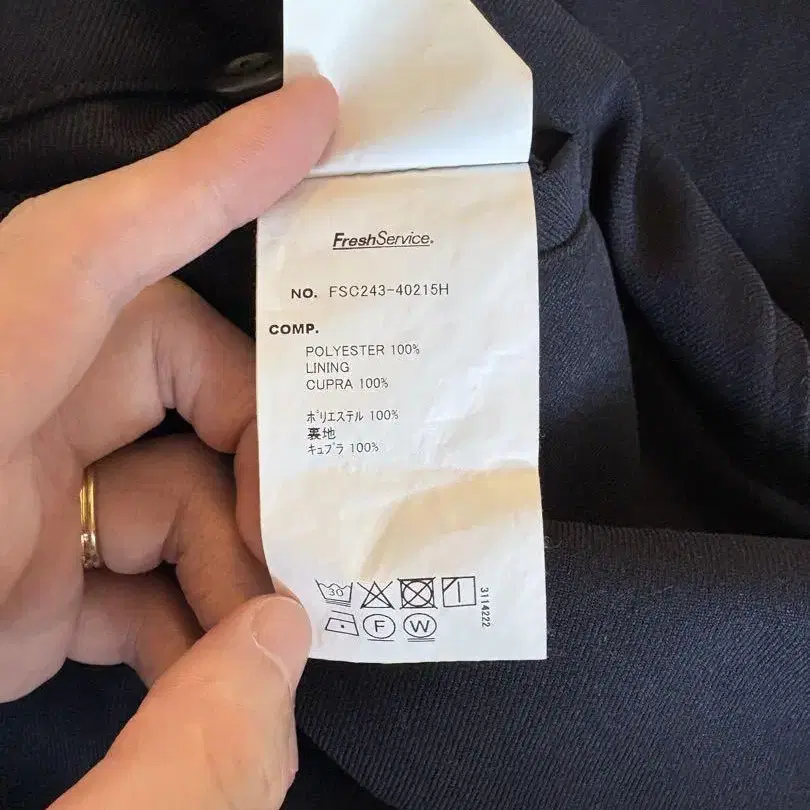 FreshService.
NO. FSC243-40215H
COMP.
POLYESTER 100%
LINING
CUPRA 100%
ﾎﾟﾘｴｽﾃﾙ 100%
裏地
ｷｭﾌﾟﾗ 100%
30
3114222
F W